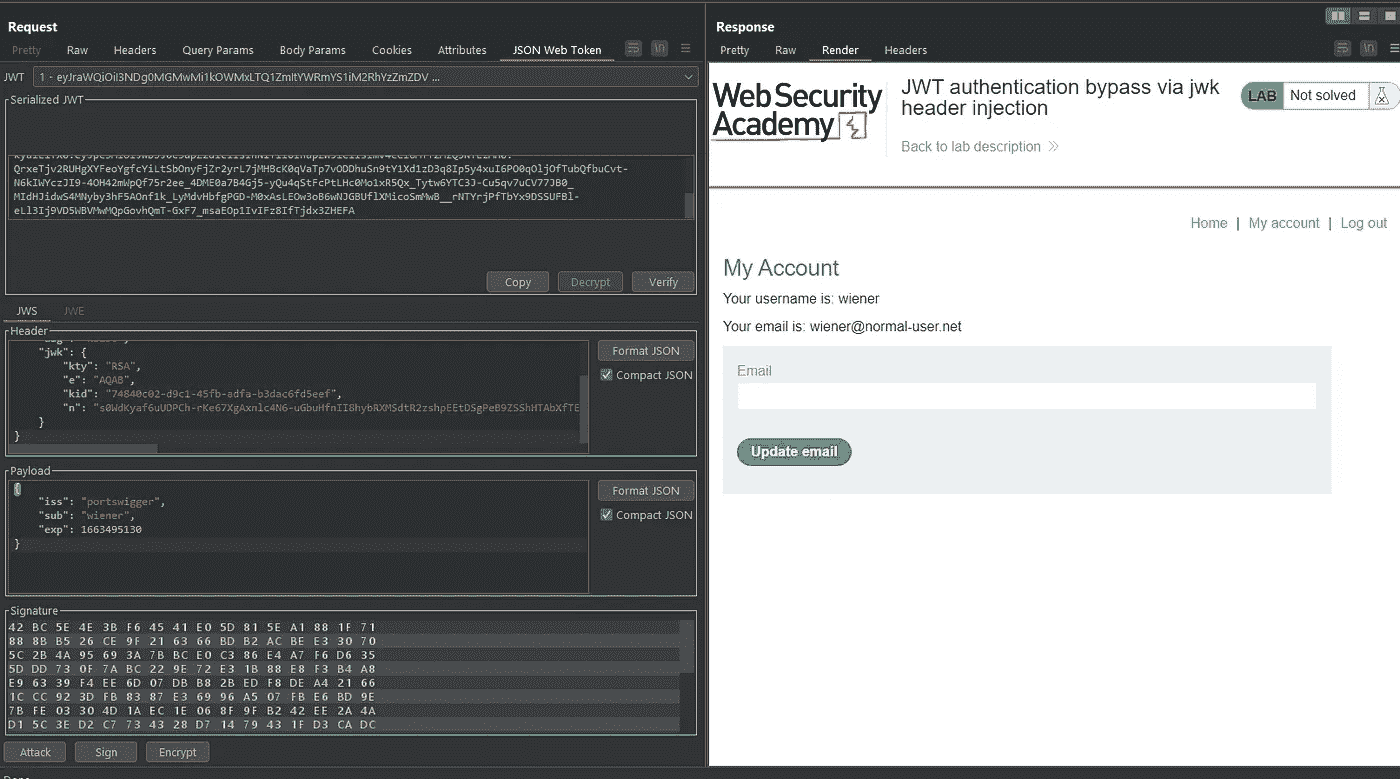 Request
Pretty Raw Headers Query Params Body Params Cookies Attributes JSON Web Token \n
JWT 1 - eyJraWQiOiI3NDg0MGMwMi1kOWMxLTQ1ZmItYWRmYS1iM2RhYzZmZDV ...
Serialized JWT
QrxeTjv2RUHgXYFeoYgfcYiLtSbOnyFjZr2yrL7jMHBcK0qVaTp7vODDhuSn9tY1Xd1zD3q8Ip5y4xuI6PO0qOljOfTubQfbuCvt-
N6kIWYczJI9-4OH42mWpQf75r2ee_4DME0a7B4Gj5-yQu4qStFcPtLHc0Mo1xR5Qx_Tytw6YTC3J-Cu5qv7uCV77JB0_
MIdHJidwS4MNyby3hF5AOnf1k_LyMdvHbfgPGD-M0xAsLEOw3oB6wNJGBUflXMicoSmMwB__rNTYrjPfTbYx9DSSUFBl-
eLl3Ij9VD5WBVMwMQpGovhQmT-GxF7_msaEOp1IvIFz8IfTjdx3ZHEFA
Copy Decrypt Verify
JWS JWE
Header
"jwk": {
"kty": "RSA",
"e": "AQAB",
"kid": "74840c02-d9c1-45fb-adfa-b3dac6fd5eef",
"n": "s0WdKyaf6uUDPCh-rKe67XgAxnlc4N6-uGbuHfnII8hybRXMSdtR2zshpEEtDSgPeB9ZSShHTAbXfTE
}
}
Format JSON
Compact JSON
Payload
{
"iss": "portswigger",
"sub": "wiener",
"exp": 1663495130
}
Format JSON
Compact JSON
Signature
42 BC 5E 4E 3B F6 45 41 E0 5D 81 5E A1 88 1F 71
88 8B B5 26 CE 9F 21 63 66 BD B2 AC BE E3 30 70
5C 2B 4A 95 69 3A 7B BC E0 C3 86 E4 A7 F6 D6 35
5D DD 73 0F 7A BC 22 9E 72 E3 1B 88 E8 F3 B4 A8
E9 63 39 F4 EE 6D 07 DB B8 2B ED F8 DE A4 21 66
1C CC 92 3D FB 83 87 E3 69 96 A5 07 FB E6 BD 9E
7B FE 03 30 4D 1A EC 1E 06 8F 9F B2 42 EE 2A 4A
D1 5C 3E D2 C7 73 43 28 D7 14 79 43 1F D3 CA DC
Attack Sign Encrypt
Response
Pretty Raw Render Headers \n
Web Security
Academy
JWT authentication bypass via jwk
header injection
Back to lab description
LAB Not solved
Home | My account | Log out
My Account
Your username is: wiener
Your email is: wiener@normal-user.net
Email
Update email